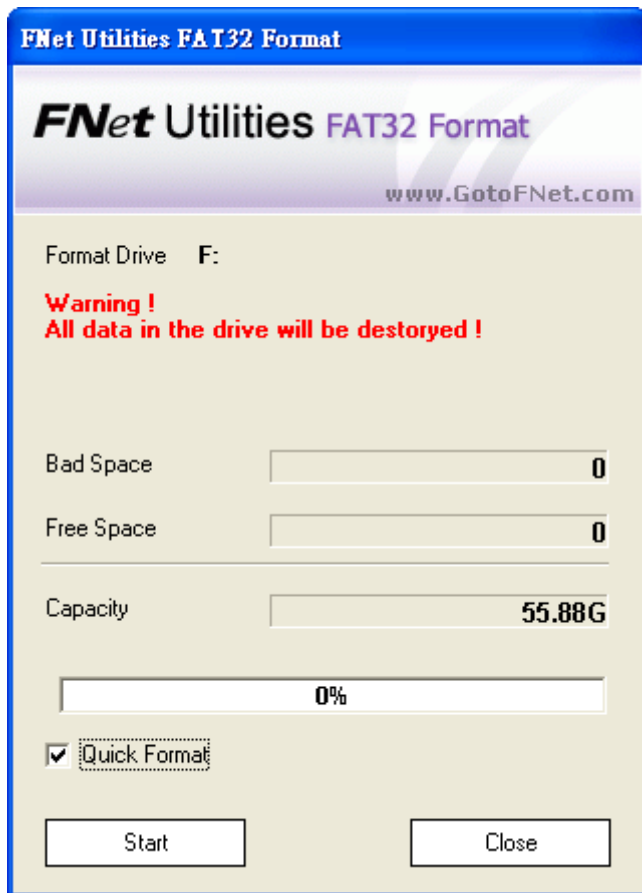 FNet Utilities FAT32 Format
FNet Utilities FAT32 Format
www.GotoFNet.com
Format Drive F:
Warning !
All data in the drive will be destoryed !
Bad Space 0
Free Space 0
Capacity 55.88G
0%
Quick Format
Start Close